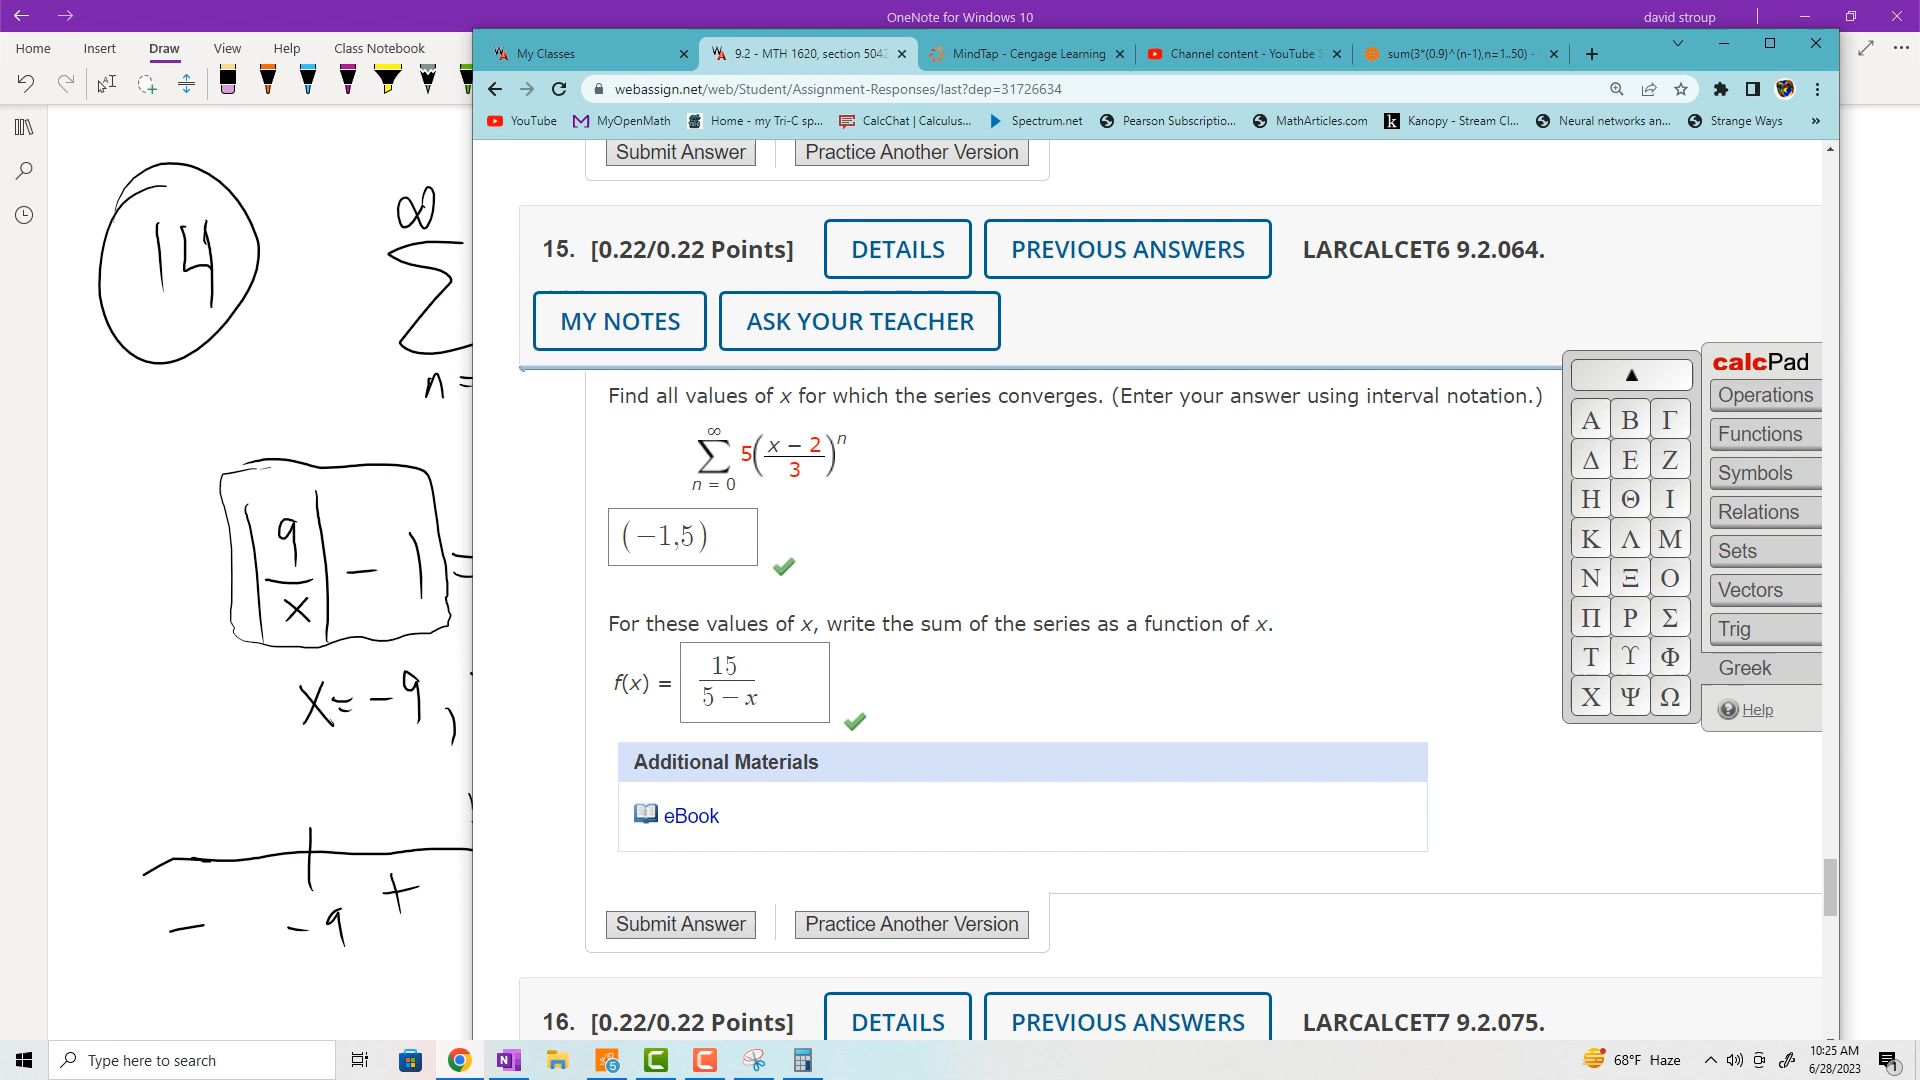 OneNote for Windows 10
david stroup
Home Insert Draw View Help Class Notebook
My Classes
9.2 - MTH 1620, section 5042
MindTap - Cengage Learning
Channel content - YouTube S
sum(3*(0.9)^(n-1),n=1..50) -
webassign.net/web/Student/Assignment-Responses/last?dep=31726634
YouTube MyOpenMath Home - my Tri-C sp... CalcChat | Calculus... Spectrum.net Pearson Subscriptio... MathArticles.com Kanopy - Stream Cl... Neural networks an... Strange Ways »
14
∞
Σ
n =
|9/x| - 1 =
x = -9,
- -9 +
Submit Answer Practice Another Version
15. [0.22/0.22 Points] DETAILS PREVIOUS ANSWERS LARCALCET6 9.2.064.
MY NOTES ASK YOUR TEACHER
Find all values of x for which the series converges. (Enter your answer using interval notation.)
∞
Σ 5((x − 2)/3)^n
n = 0
(−1,5)
For these values of x, write the sum of the series as a function of x.
f(x) = 15/(5 − x)
Additional Materials
eBook
Submit Answer Practice Another Version
16. [0.22/0.22 Points] DETAILS PREVIOUS ANSWERS LARCALCET7 9.2.075.
calcPad
Operations
Functions
Symbols
Relations
Sets
Vectors
Trig
Greek
Help
▲
Α Β Γ
Δ Ε Ζ
Η Θ Ι
Κ Λ Μ
Ν Ξ Ο
Π Ρ Σ
Τ ϒ Φ
Χ Ψ Ω
Type here to search
5
68°F Haze
10:25 AM
6/28/2023
1